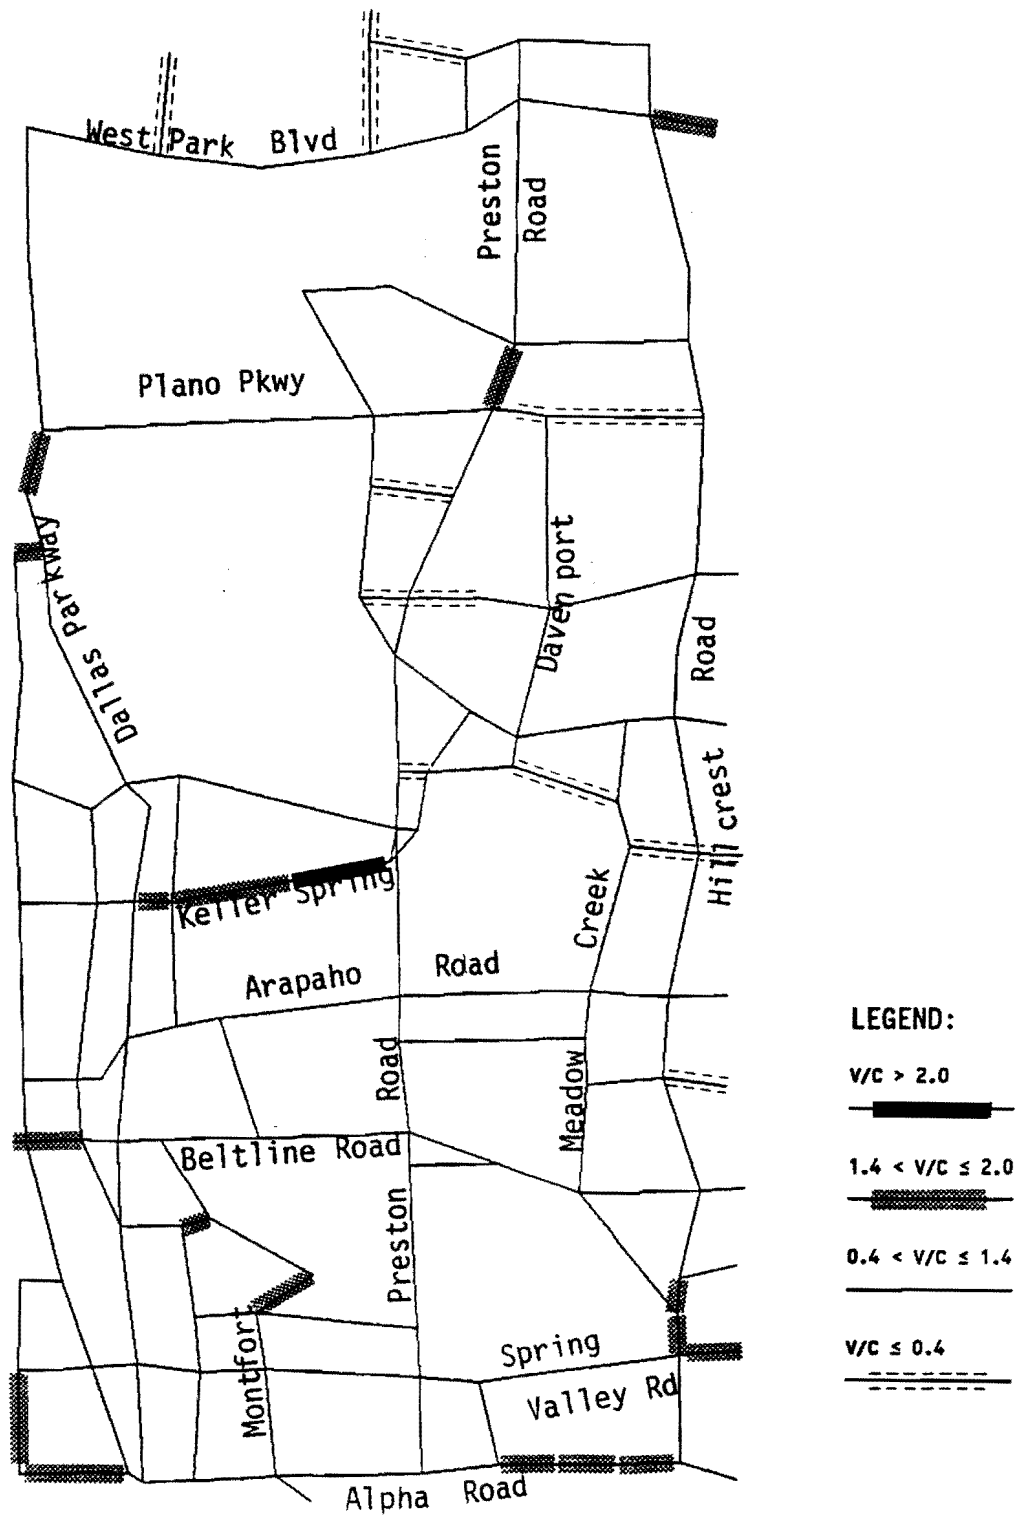 West Park Blvd
Preston
Road
Plano Pkwy
Dallas Parkway
Davenport
Road
Hillcrest
Keller Spring
Creek
Arapaho Road
Road
Meadow
Beltline Road
Preston
Montfort
Spring
Valley Rd
Alpha Road
LEGEND:
V/C > 2.0
1.4 < V/C ≤ 2.0
0.4 < V/C ≤ 1.4
V/C ≤ 0.4